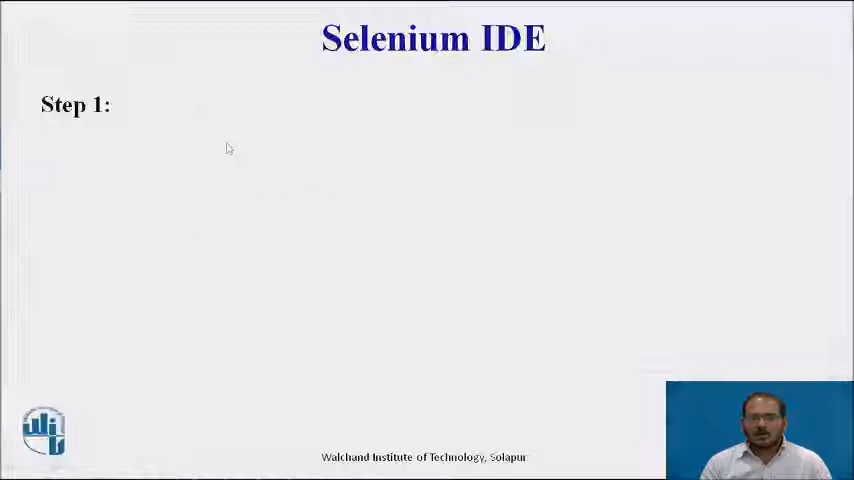 Selenium IDE
Step 1:
Walchand Institute of Technology, Solapur